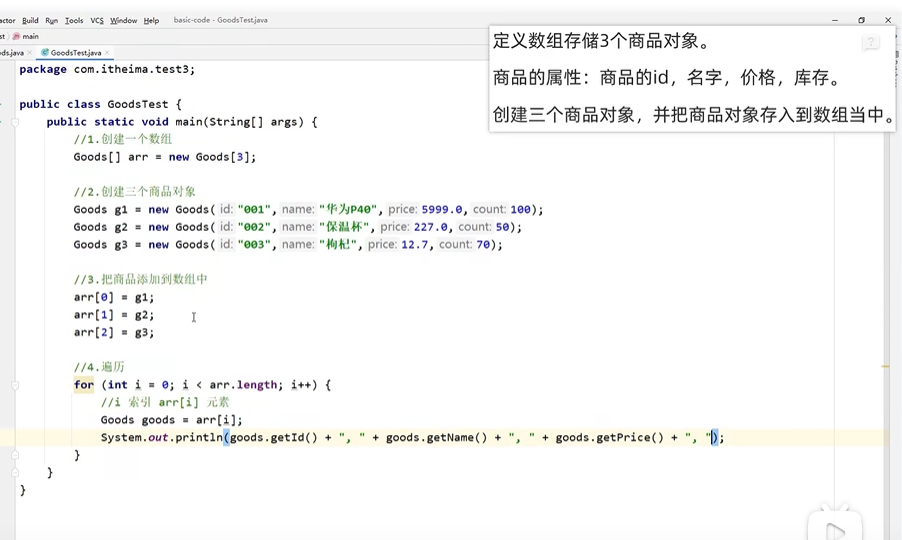 actor Build Run Tools VCS Window Help basic-code - GoodsTest.java
st main
ds.java GoodsTest.java
定义数组存储3个商品对象。
商品的属性：商品的id，名字，价格，库存。
创建三个商品对象，并把商品对象存入到数组当中。
package com.itheima.test3;
public class GoodsTest {
public static void main(String[] args) {
//1.创建一个数组
Goods[] arr = new Goods[3];
//2.创建三个商品对象
Goods g1 = new Goods( id: "001", name: "华为P40", price: 5999.0, count: 100);
Goods g2 = new Goods( id: "002", name: "保温杯", price: 227.0, count: 50);
Goods g3 = new Goods( id: "003", name: "枸杞", price: 12.7, count: 70);
//3.把商品添加到数组中
arr[0] = g1;
arr[1] = g2;
arr[2] = g3;
//4.遍历
for (int i = 0; i < arr.length; i++) {
//i 索引 arr[i] 元素
Goods goods = arr[i];
System.out.println(goods.getId() + ", " + goods.getName() + ", " + goods.getPrice() + ", ");
}
}
}